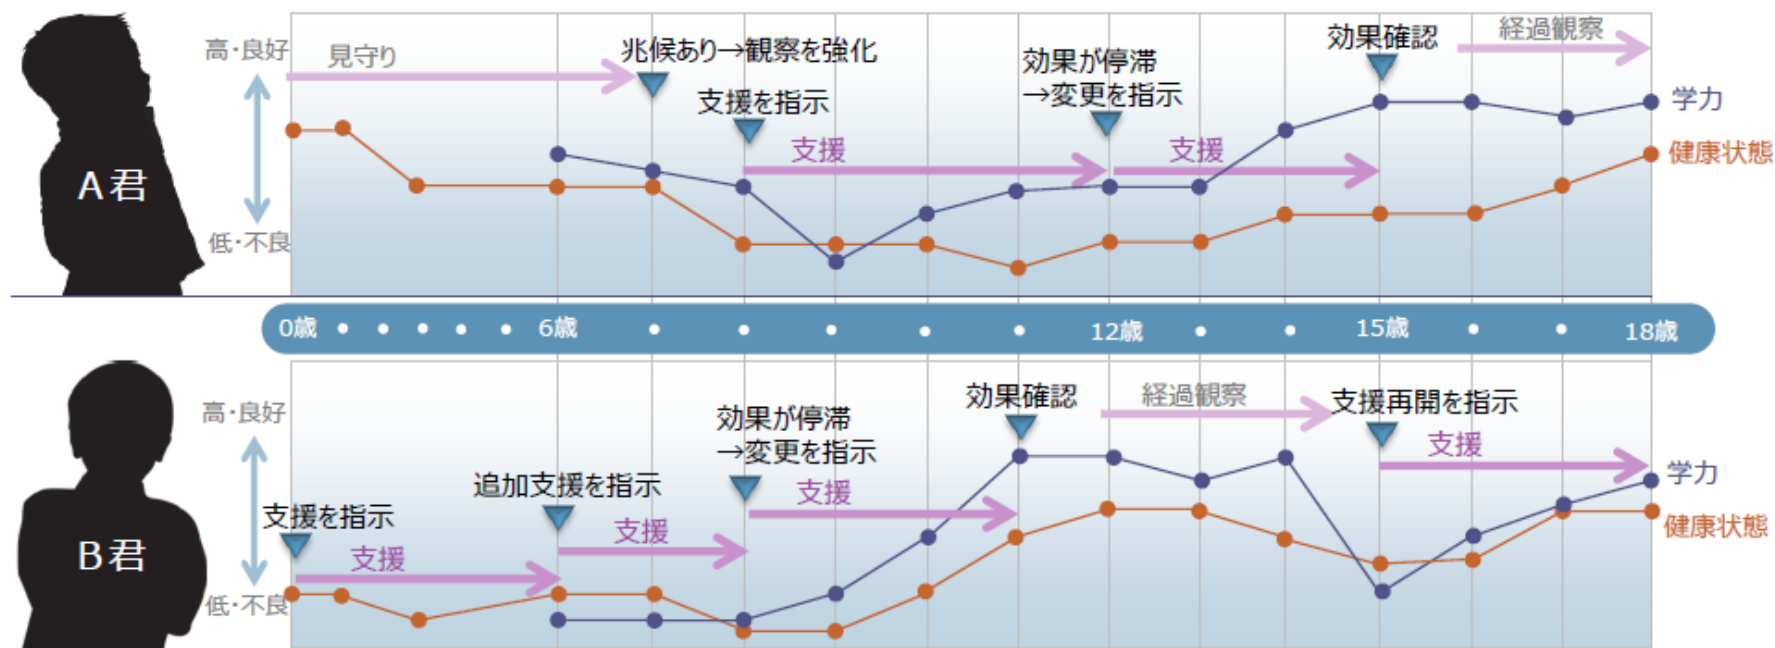 高・良好
見守り
兆候あり→観察を強化
支援を指示
支援
効果が停滞
→変更を指示
支援
効果確認
経過観察
学力
健康状態
A君
低・不良
0歳
6歳
12歳
15歳
18歳
高・良好
支援を指示
支援
追加支援を指示
支援
効果が停滞
→変更を指示
支援
効果確認
経過観察
支援再開を指示
支援
学力
健康状態
B君
低・不良